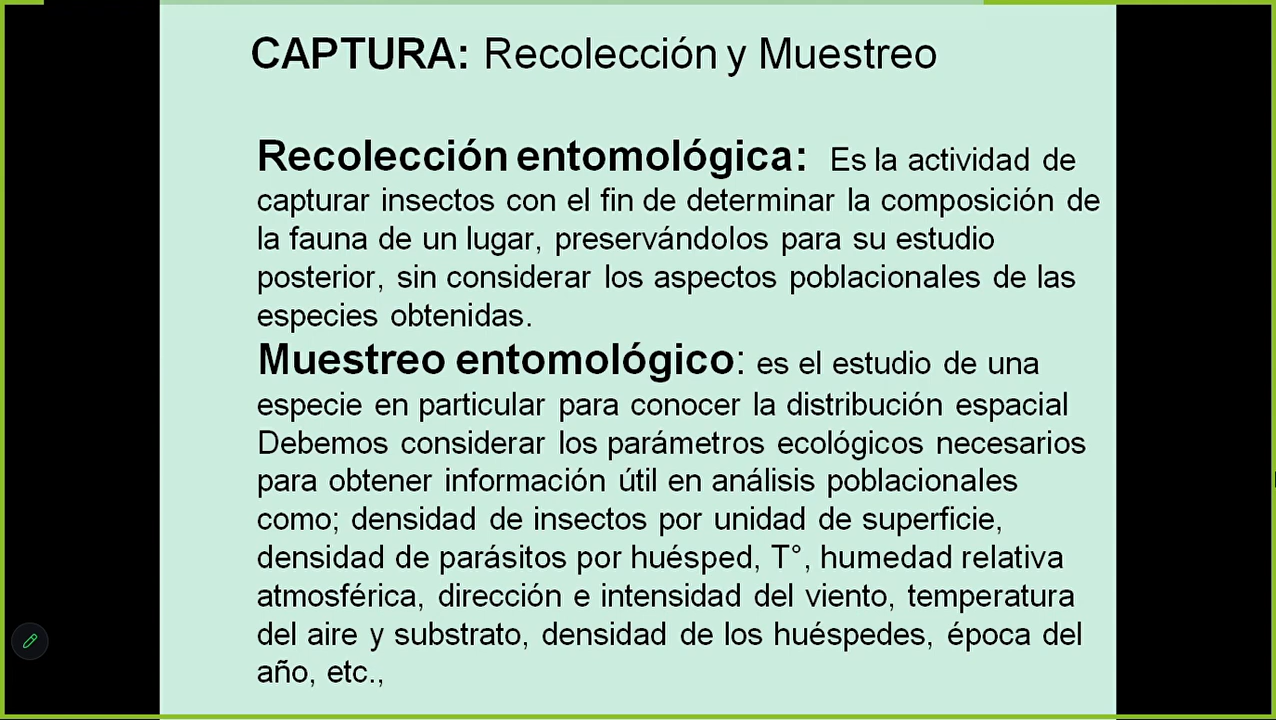 CAPTURA: Recolección y Muestreo
Recolección entomológica: Es la actividad de
capturar insectos con el fin de determinar la composición de
la fauna de un lugar, preservándolos para su estudio
posterior, sin considerar los aspectos poblacionales de las
especies obtenidas.
Muestreo entomológico: es el estudio de una
especie en particular para conocer la distribución espacial
Debemos considerar los parámetros ecológicos necesarios
para obtener información útil en análisis poblacionales
como; densidad de insectos por unidad de superficie,
densidad de parásitos por huésped, T°, humedad relativa
atmosférica, dirección e intensidad del viento, temperatura
del aire y substrato, densidad de los huéspedes, época del
año, etc.,